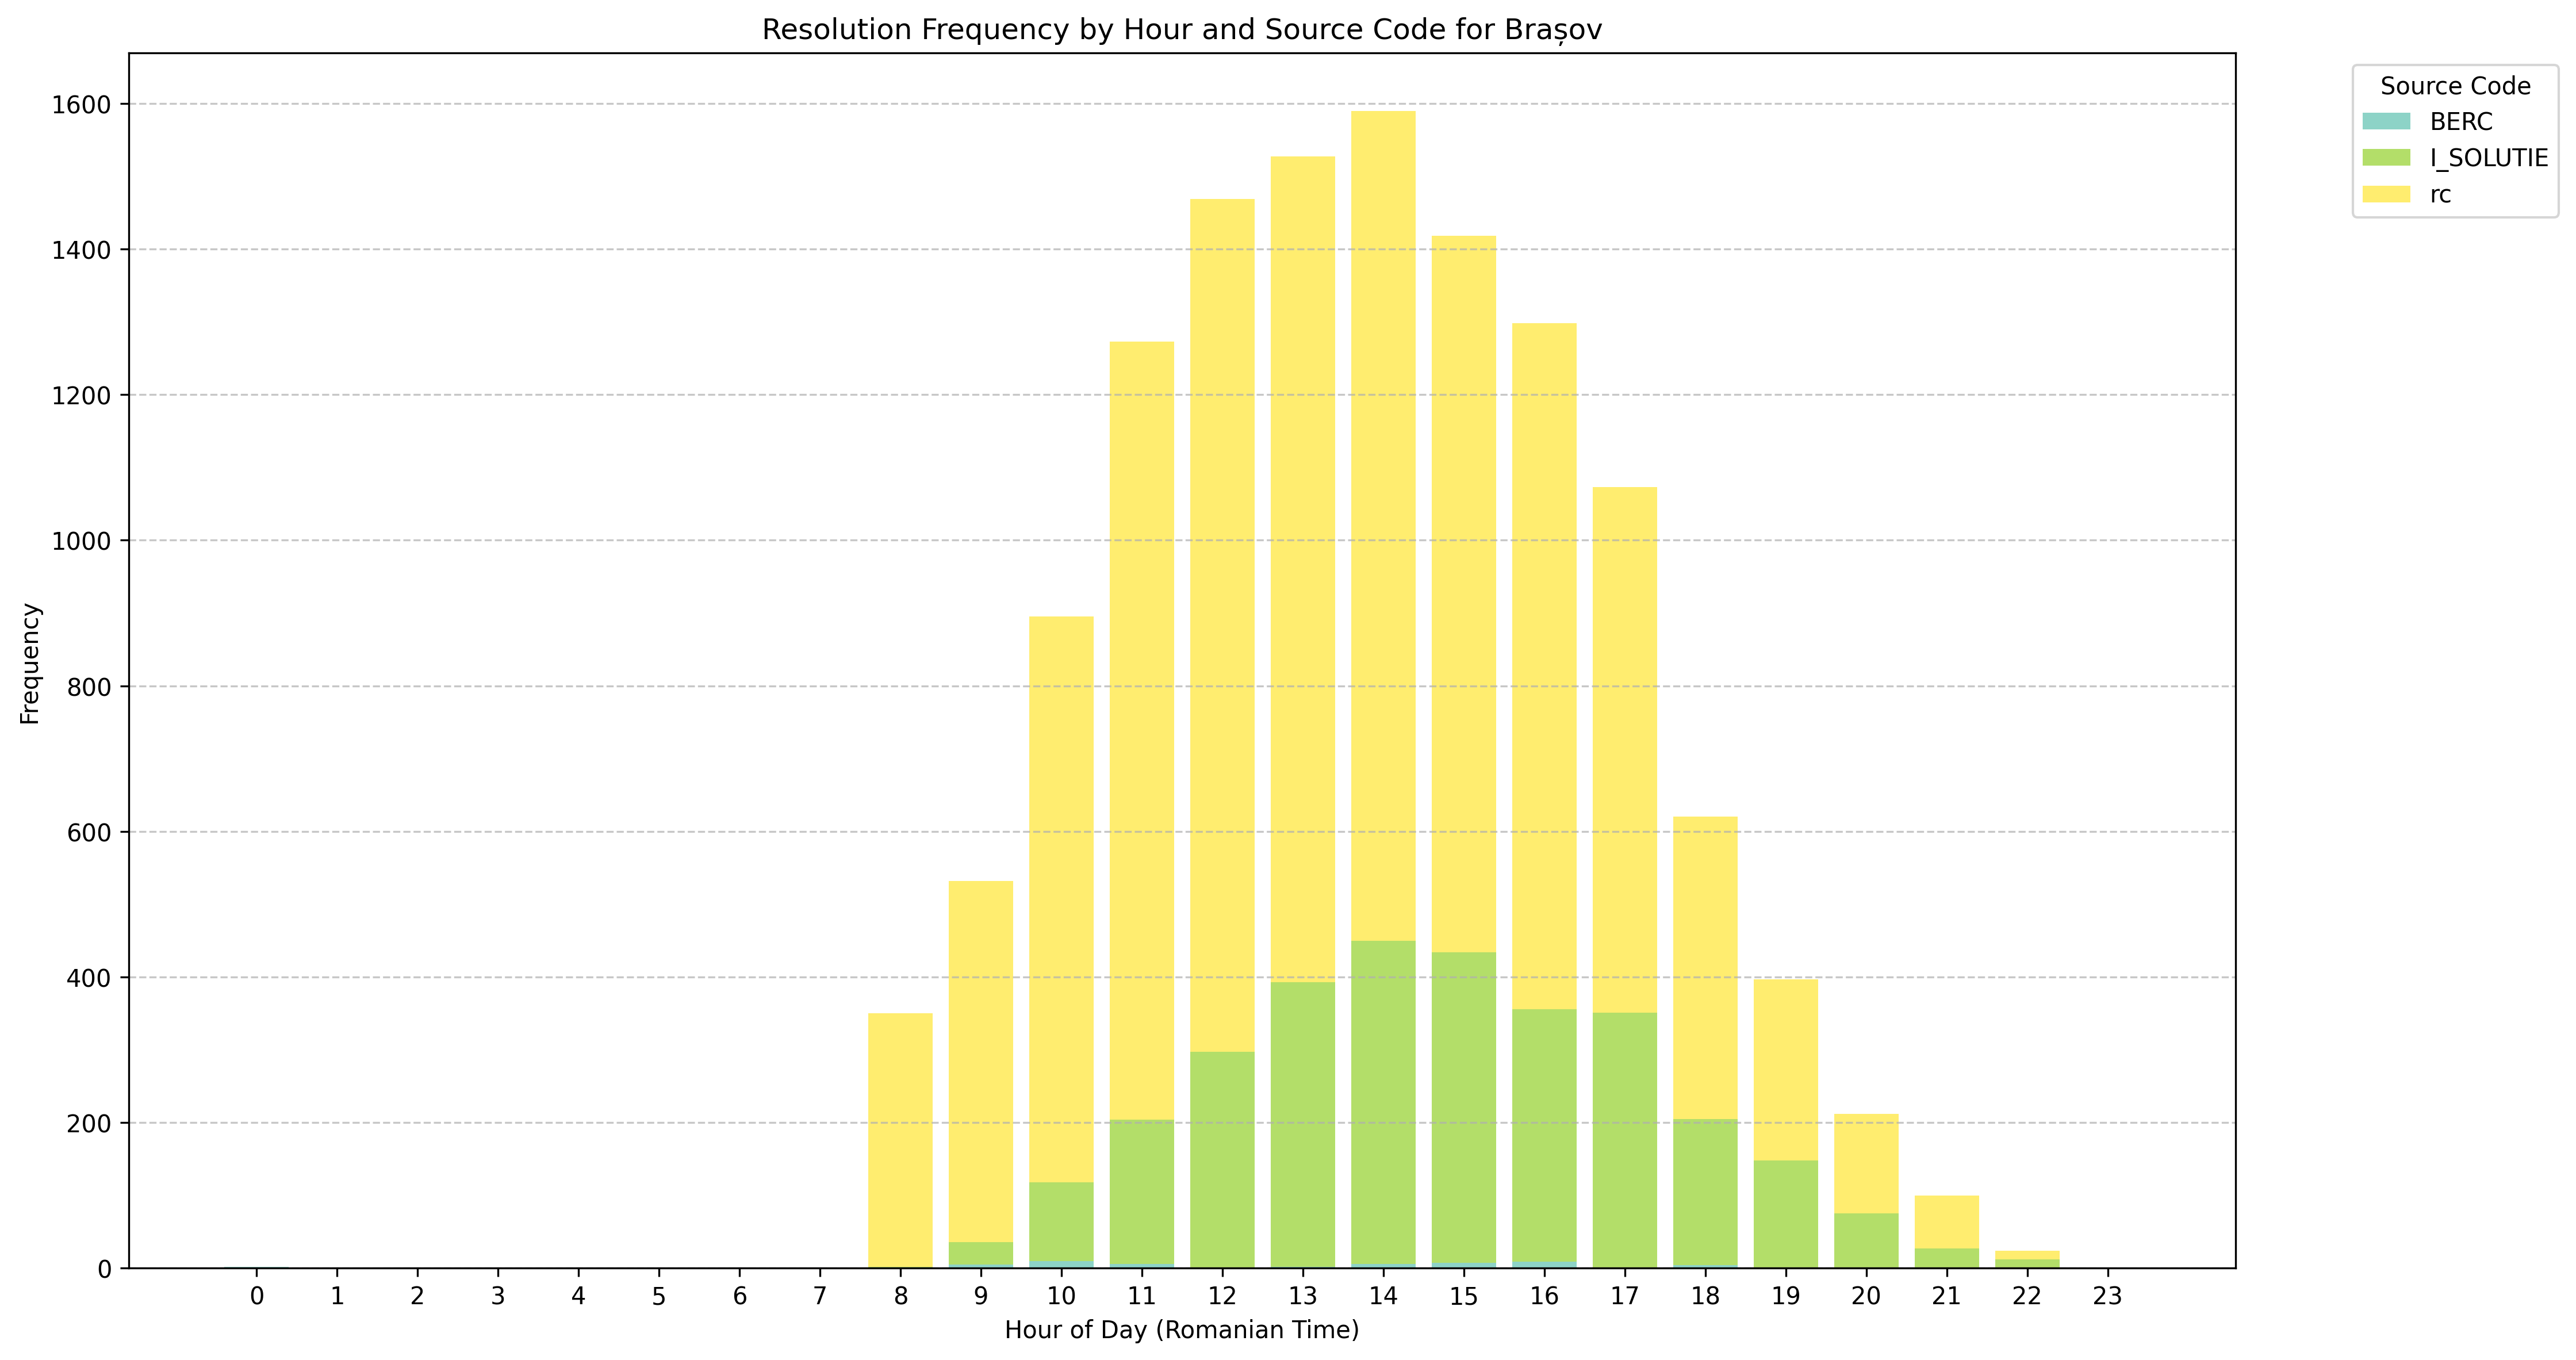 Resolution Frequency by Hour and Source Code for Brașov
Source Code
BERC
I_SOLUTIE
rc
Frequency
1600
1400
1200
1000
800
600
400
200
0
0 1 2 3 4 5 6 7 8 9 10 11 12 13 14 15 16 17 18 19 20 21 22 23
Hour of Day (Romanian Time)